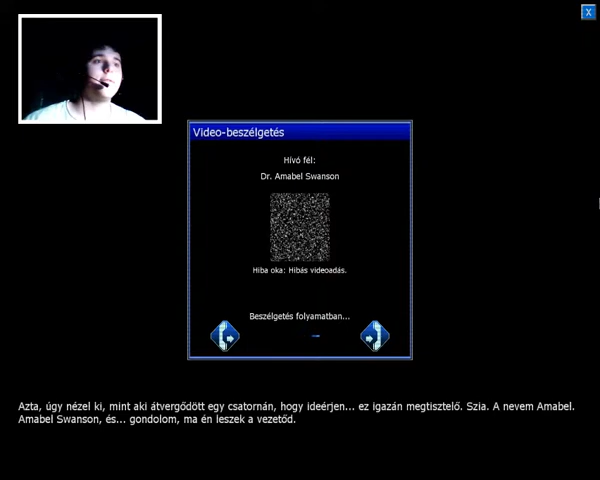 X
Video-beszélgetés
Hívó fél:
Dr. Amabel Swanson
Hiba oka: Hibás videoadás.
Beszélgetés folyamatban...
Azta, úgy nézel ki, mint aki átvergődött egy csatornán, hogy ideérjen... ez igazán megtisztelő. Szia. A nevem Amabel.
Amabel Swanson, és... gondolom, ma én leszek a vezetőd.